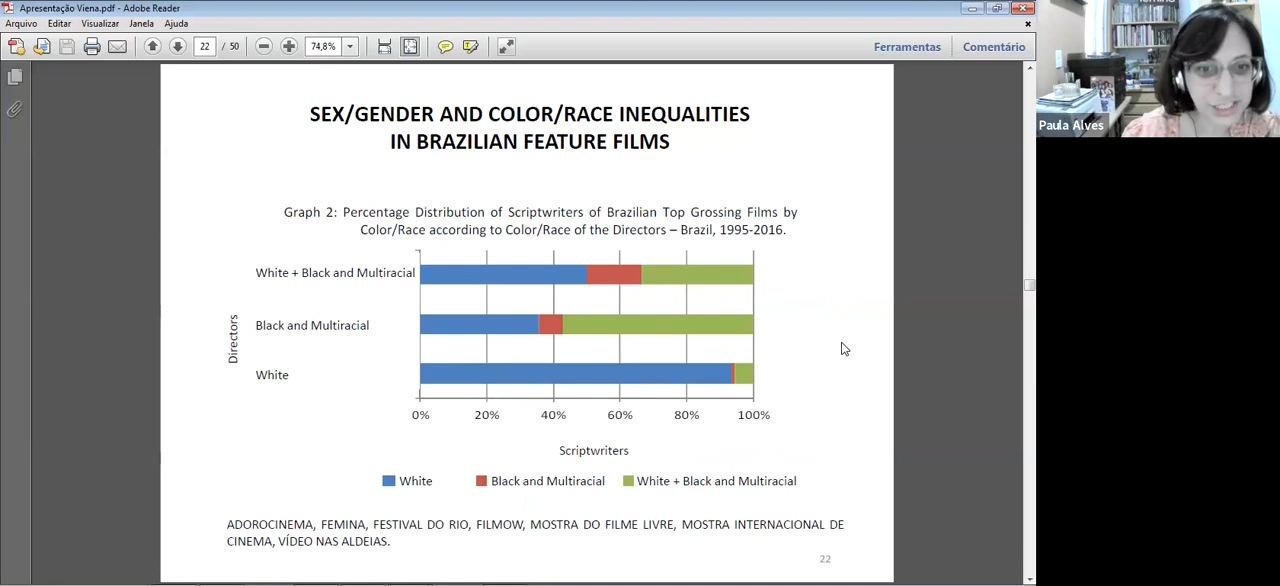 Apresentação Viena.pdf - Adobe Reader
Arquivo Editar Visualizar Janela Ajuda
22 / 50 74,8% Ferramentas Comentário
Paula Alves
SEX/GENDER AND COLOR/RACE INEQUALITIES
IN BRAZILIAN FEATURE FILMS
Graph 2: Percentage Distribution of Scriptwriters of Brazilian Top Grossing Films by
Color/Race according to Color/Race of the Directors – Brazil, 1995-2016.
Directors
White + Black and Multiracial
Black and Multiracial
White
0% 20% 40% 60% 80% 100%
Scriptwriters
White Black and Multiracial White + Black and Multiracial
ADOROCINEMA, FEMINA, FESTIVAL DO RIO, FILMOW, MOSTRA DO FILME LIVRE, MOSTRA INTERNACIONAL DE
CINEMA, VÍDEO NAS ALDEIAS.
22